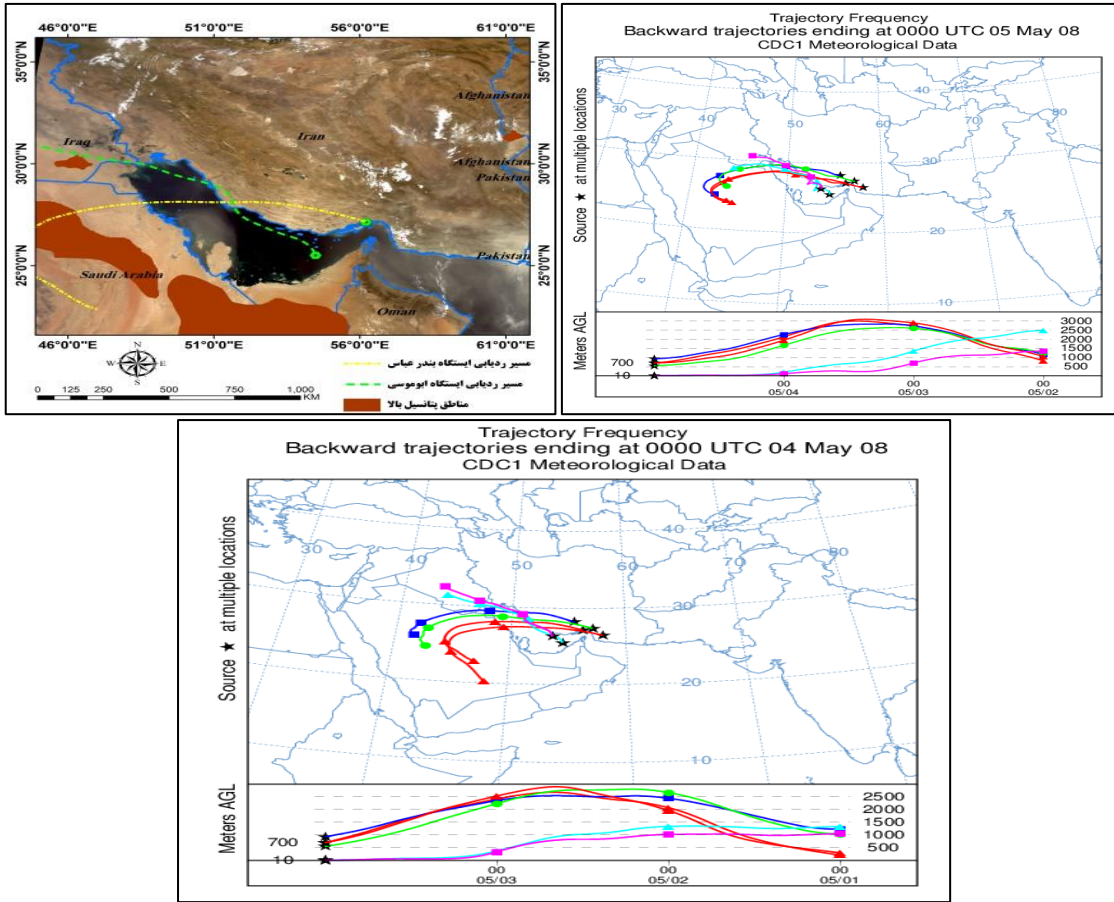 46°0'0"E 51°0'0"E 56°0'0"E 61°0'0"E
35°0'0"N
30°0'0"N
25°0'0"N
35°0'0"N
30°0'0"N
25°0'0"N
Afghanistan
Iraq
Iran
Afghanistan
Pakistan
Pakistan
Saudi Arabia
Oman
N
W E
S
46°0'0"E 51°0'0"E 56°0'0"E 61°0'0"E
0 125 250 500 750 1,000
KM
مسیر ردیابی ایستگاه بندر عباس
مسیر ردیابی ایستگاه ابوموسی
مناطق پتانسیل بالا
Trajectory Frequency
Backward trajectories ending at 0000 UTC 05 May 08
CDC1 Meteorological Data
Source ★ at multiple locations
30
40
50
60
70
80
40
30
20
10
Meters AGL
700
10
3000
2500
2000
1500
1000
500
00 00 00
05/04 05/03 05/02
Trajectory Frequency
Backward trajectories ending at 0000 UTC 04 May 08
CDC1 Meteorological Data
Source ★ at multiple locations
30
40
50
60
70
80
40
30
20
10
Meters AGL
700
10
2500
2000
1500
1000
500
00 00 00
05/03 05/02 05/01